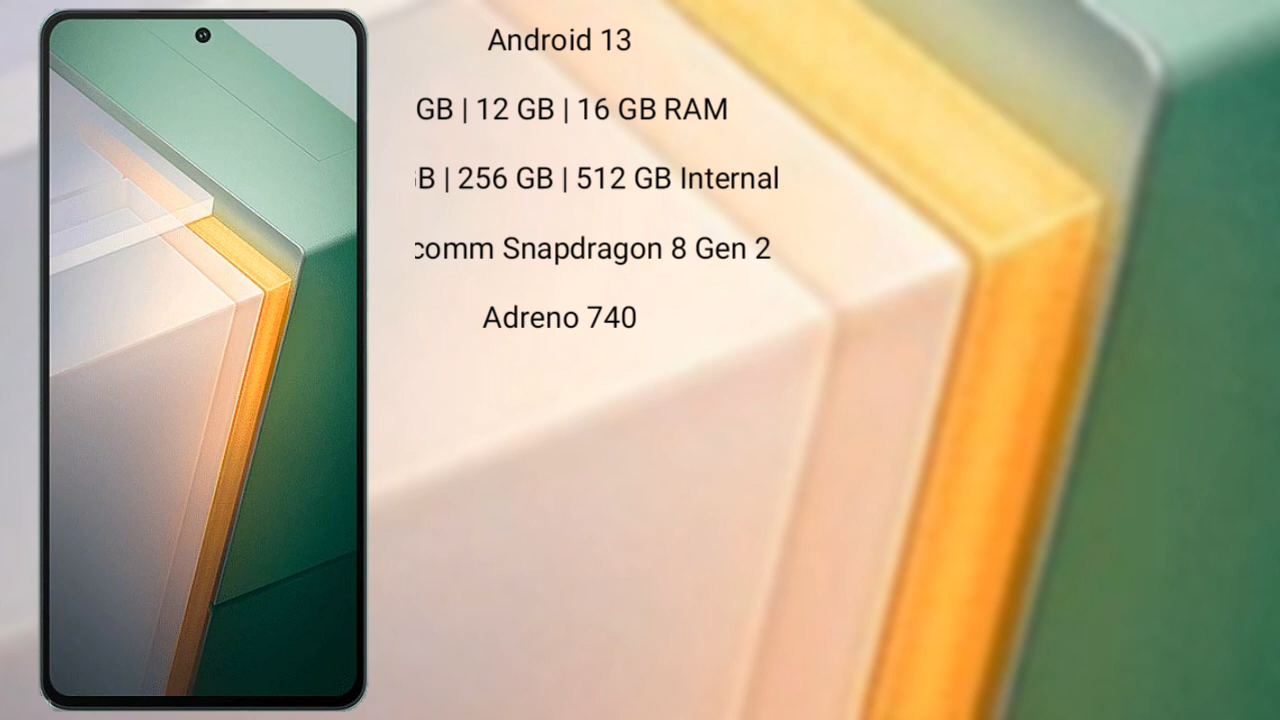 Android 13
GB | 12 GB | 16 GB RAM
GB | 256 GB | 512 GB Internal
comm Snapdragon 8 Gen 2
Adreno 740